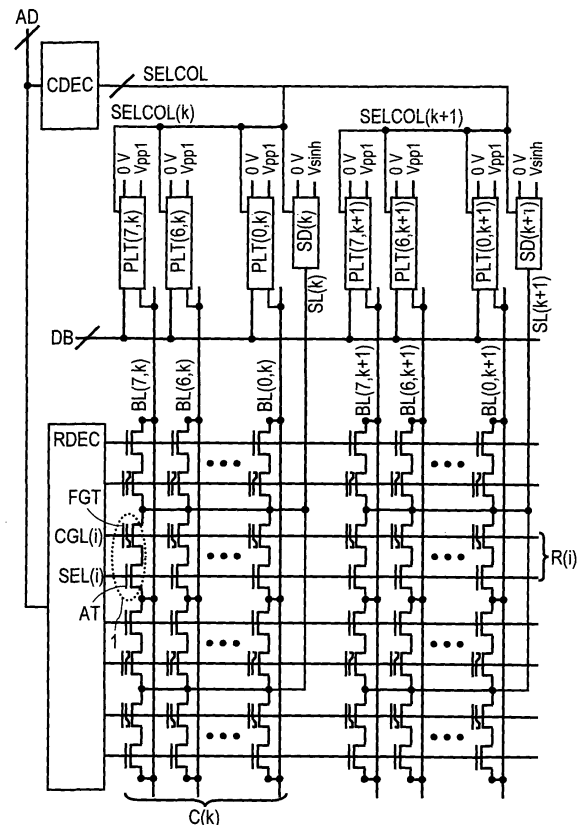 AD
CDEC
SELCOL
SELCOL(k)
SELCOL(k+1)
0 V
Vpp1
0 V
Vpp1
0 V
Vpp1
0 V
Vsinh
0 V
Vpp1
0 V
Vpp1
0 V
Vpp1
0 V
Vsinh
PLT(7,k)
PLT(6,k)
PLT(0,k)
SD(k)
PLT(7,k+1)
PLT(6,k+1)
PLT(0,k+1)
SD(k+i)
SL(k)
SL(k+1)
DB
BL(7,k)
BL(6,k)
BL(0,k)
BL(7,k+1)
BL(6,k+1)
BL(0,k+1)
RDEC
FGT
CGL(i)
R(i)
SEL(i)
AT
1
C(k)